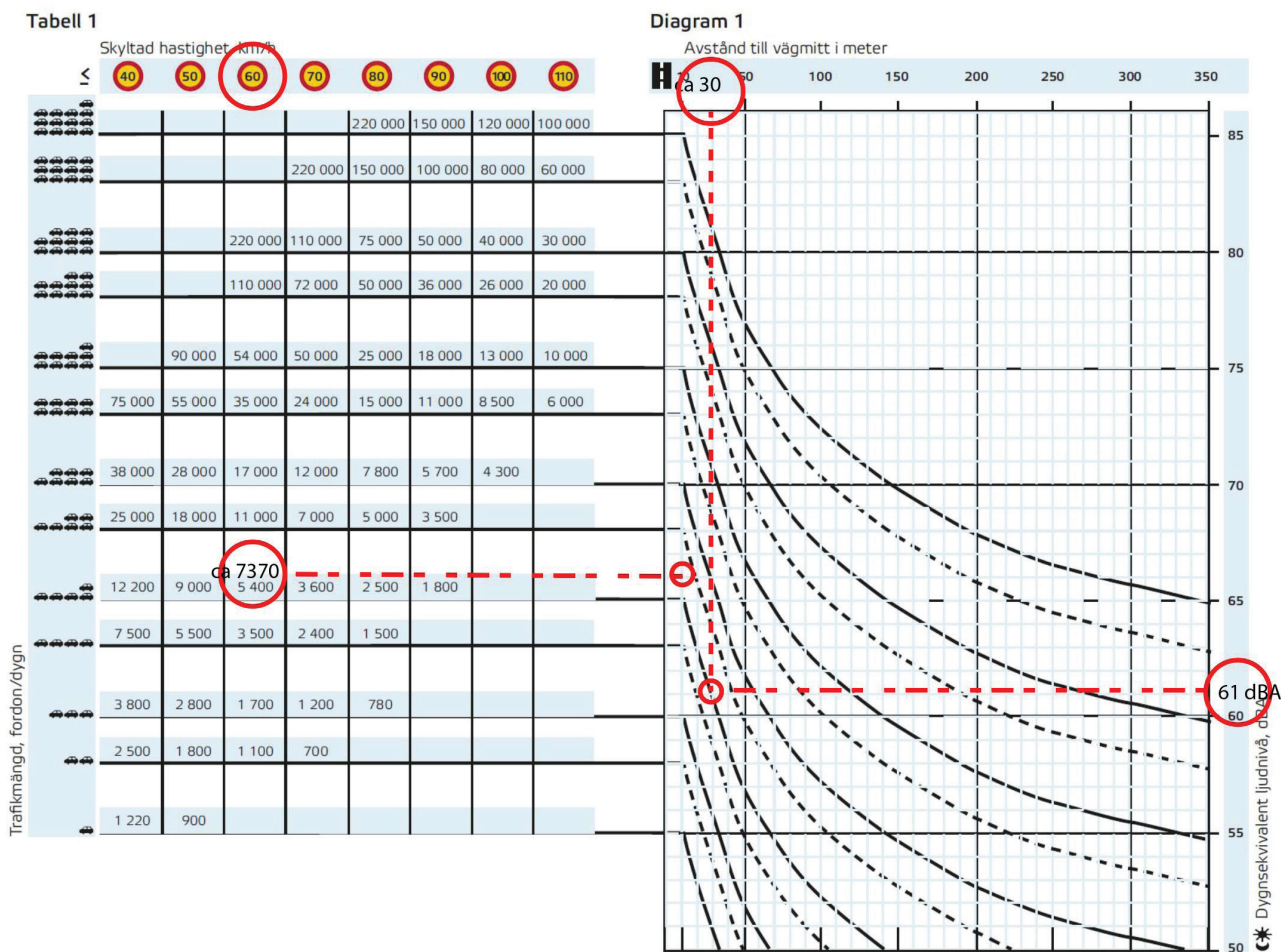 Tabell 1
Skyltad hastighet, km/h
≤ 40 50 60 70 80 90 100 110
220 000 150 000 120 000 100 000
220 000 150 000 100 000 80 000 60 000
220 000 110 000 75 000 50 000 40 000 30 000
110 000 72 000 50 000 36 000 26 000 20 000
90 000 54 000 50 000 25 000 18 000 13 000 10 000
75 000 55 000 35 000 24 000 15 000 11 000 8 500 6 000
38 000 28 000 17 000 12 000 7 800 5 700 4 300
25 000 18 000 11 000 7 000 5 000 3 500
ca 7370
12 200 9 000 5 400 3 600 2 500 1 800
7 500 5 500 3 500 2 400 1 500
3 800 2 800 1 700 1 200 780
2 500 1 800 1 100 700
1 220 900
Trafikmängd, fordon/dygn
Diagram 1
Avstånd till vägmitt i meter
10 50 100 150 200 250 300 350
ca 30
85
80
75
70
65
61 dBA
60
55
50
Dygnsekvivalent ljudnivå, dBA